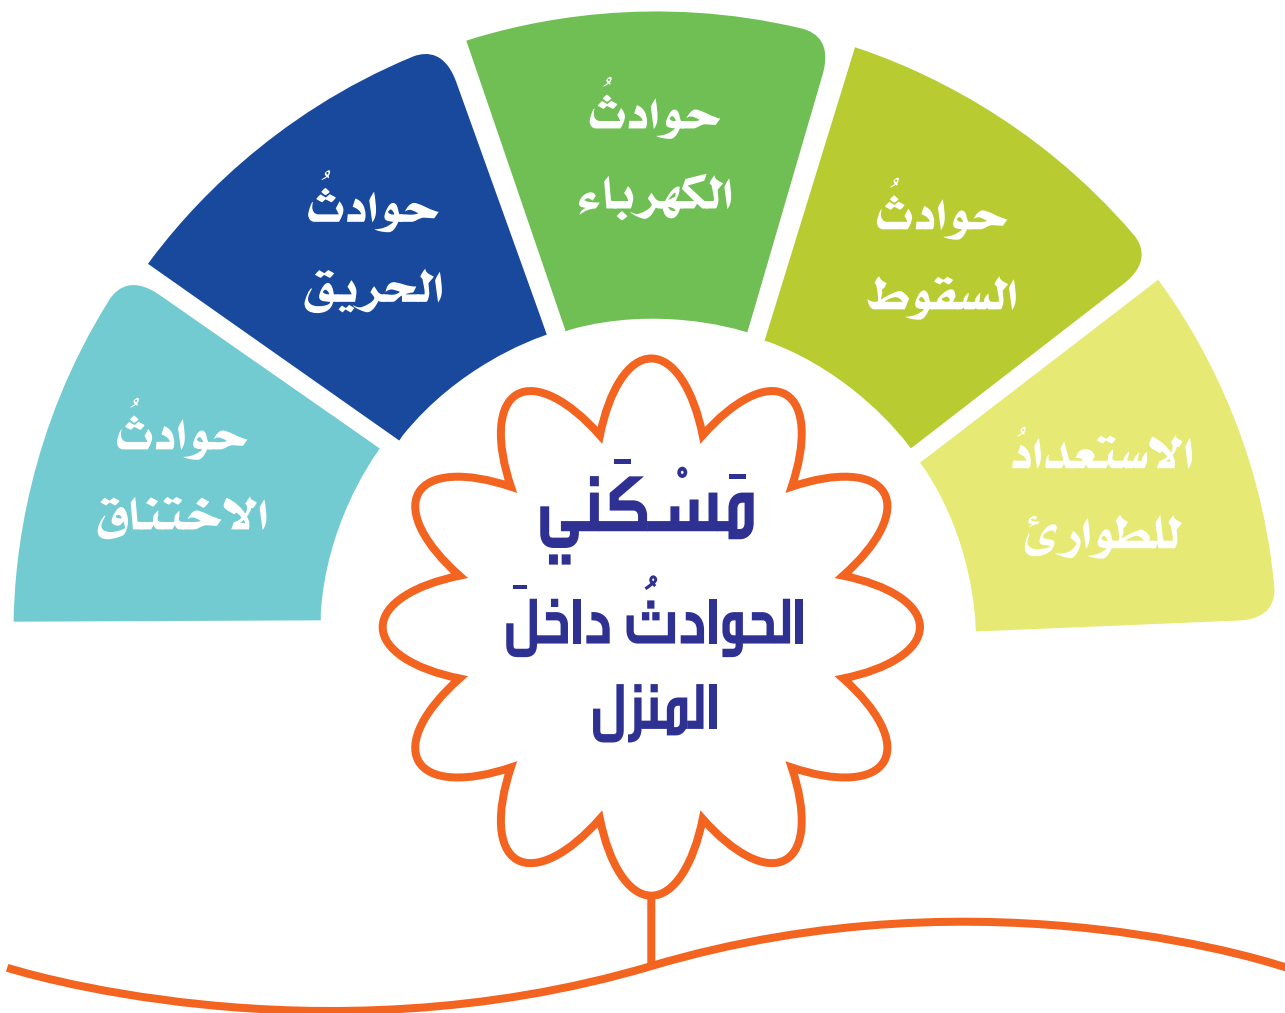 حوادثُ
الكهرباء
حوادثُ
السقوط
الاستعدادُ
للطوارئ
حوادثُ
الحريق
حوادثُ
الاختناق
مَسْكَني
الحوادثُ داخلَ
المنزل